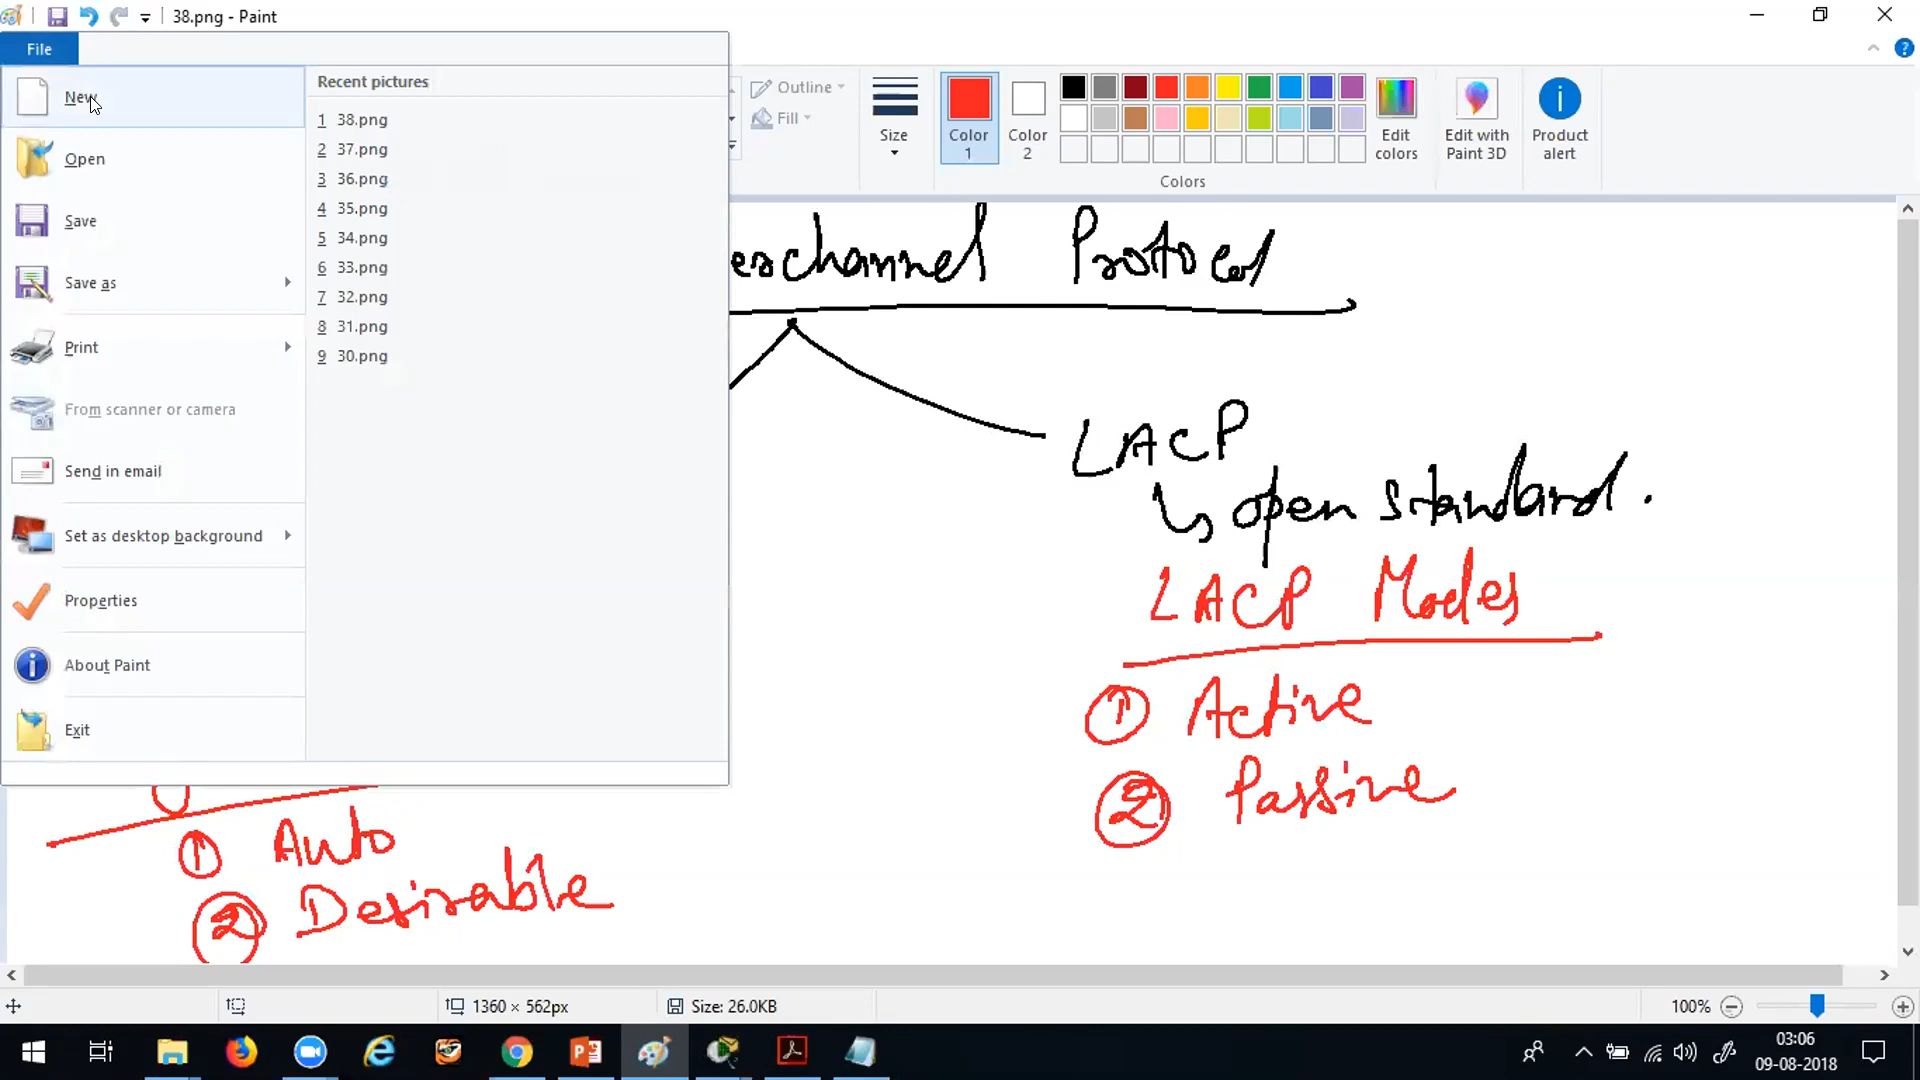 38.png - Paint
File
New
Open
Save
Save as
Print
From scanner or camera
Send in email
Set as desktop background
Properties
About Paint
Exit
Recent pictures
1 38.png
2 37.png
3 36.png
4 35.png
5 34.png
6 33.png
7 32.png
8 31.png
9 30.png
Outline
Fill
Size
Color 1
Color 2
Edit colors
Edit with Paint 3D
Product alert
Colors
erchannel Protocol
LACP
open standard.
LACP Modes
1 Active
2 Passive
1 Auto
2 Desirable
1360 × 562px
Size: 26.0KB
100%
03:06
09-08-2018